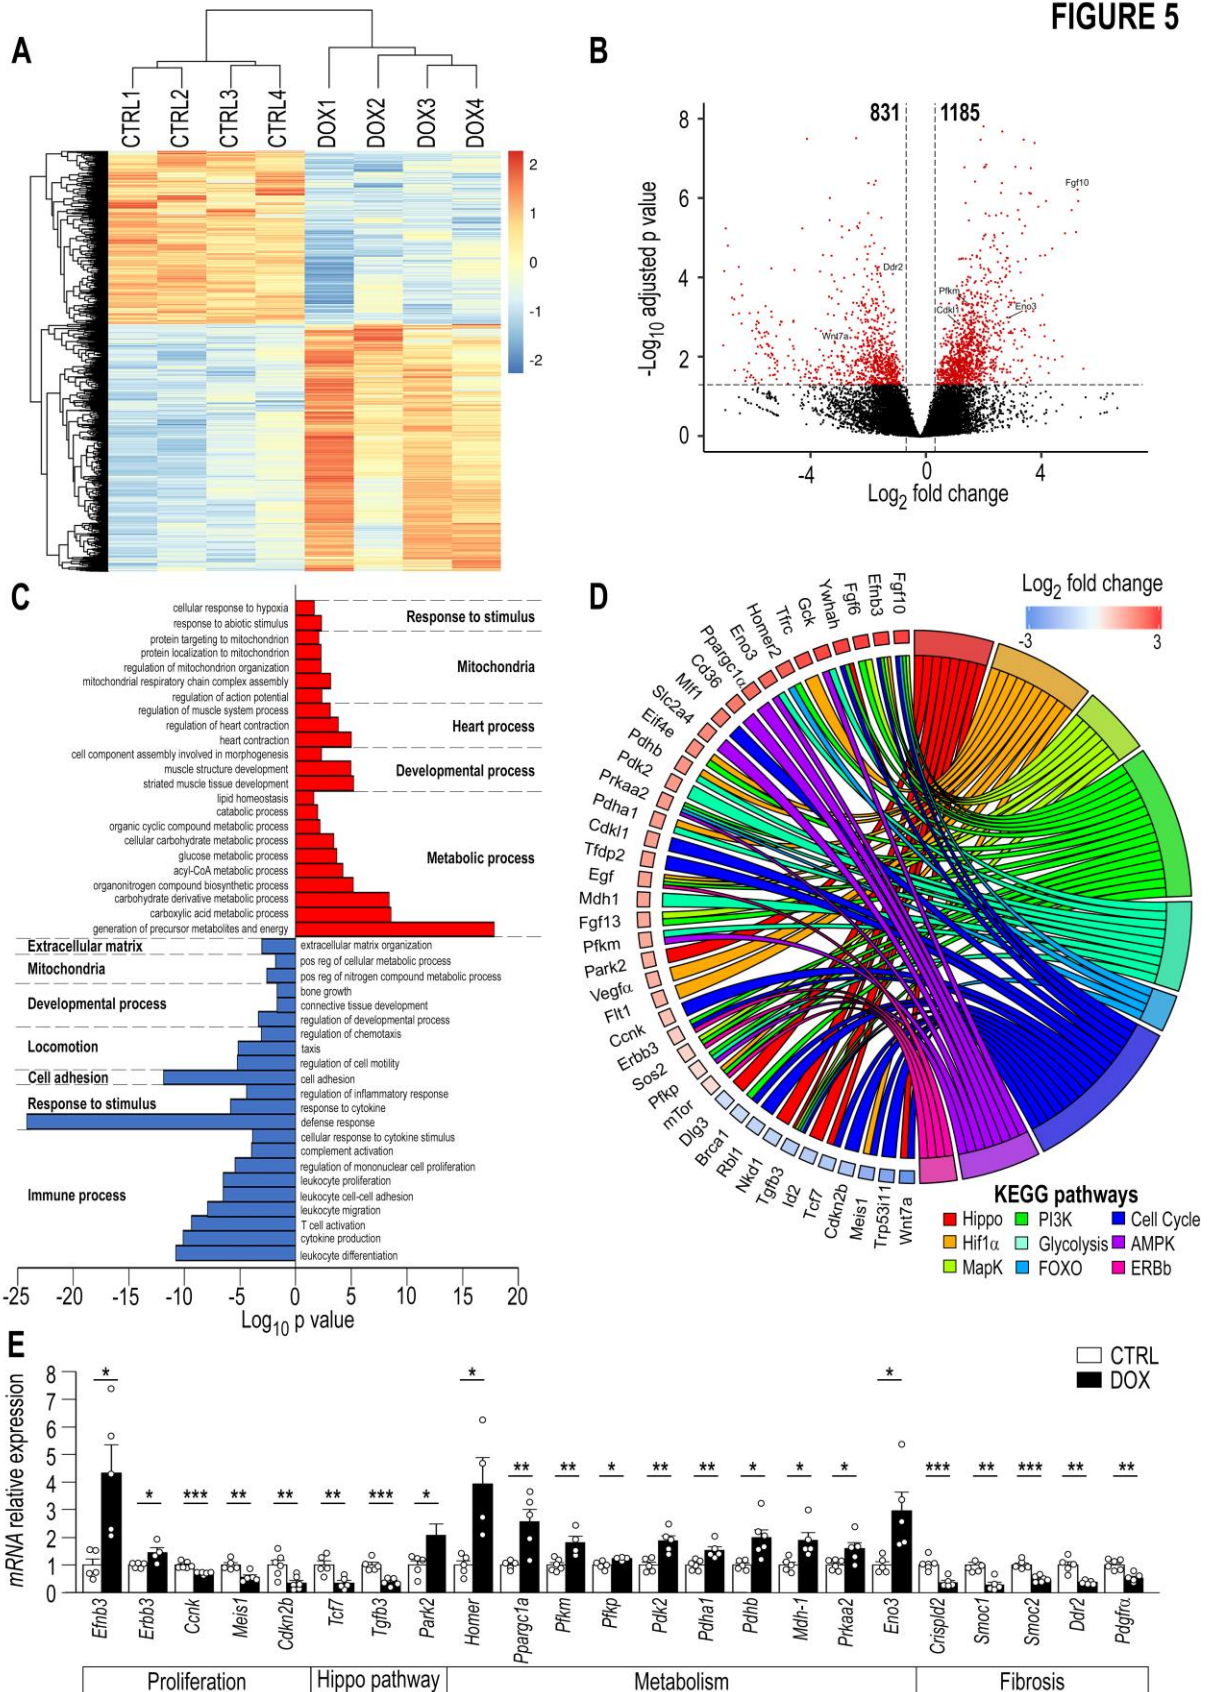 FIGURE 5
A
CTRL1
CTRL2
CTRL3
CTRL4
DOX1
DOX2
DOX3
DOX4
2
1
0
-1
-2
B
831
1185
-Log10 adjusted p value
8
6
4
2
0
Fgf10
Ddr2
Pfkm
Cdkl1
Eno3
Wnt7a
-4
0
4
Log2 fold change
C
cellular response to hypoxia
response to abiotic stimulus
Response to stimulus
protein targeting to mitochondrion
protein localization to mitochondrion
regulation of mitochondrion organization
mitochondrial respiratory chain complex assembly
Mitochondria
regulation of action potential
regulation of muscle system process
regulation of heart contraction
heart contraction
Heart process
cell component assembly involved in morphogenesis
muscle structure development
striated muscle tissue development
Developmental process
lipid homeostasis
catabolic process
organic cyclic compound metabolic process
cellular carbohydrate metabolic process
glucose metabolic process
acyl-CoA metabolic process
organonitrogen compound biosynthetic process
carbohydrate derivative metabolic process
carboxylic acid metabolic process
generation of precursor metabolites and energy
Metabolic process
Extracellular matrix
extracellular matrix organization
Mitochondria
pos reg of cellular metabolic process
pos reg of nitrogen compound metabolic process
Developmental process
bone growth
connective tissue development
regulation of developmental process
Locomotion
regulation of chemotaxis
taxis
regulation of cell motility
Cell adhesion
cell adhesion
Response to stimulus
regulation of inflammatory response
response to cytokine
defense response
Immune process
cellular response to cytokine stimulus
complement activation
regulation of mononuclear cell proliferation
leukocyte proliferation
leukocyte cell-cell adhesion
leukocyte migration
T cell activation
cytokine production
leukocyte differentiation
-25 -20 -15 -10 -5 0 5 10 15 20
Log10 p value
D
Log2 fold change
-3
3
Fgf10
Efnb3
Fgf6
Ywhah
Gck
Tfrc
Homer2
Eno3
Ppargc1α
Cd36
Mlf1
Slc2a4
Eif4e
Pdhb
Pdk2
Prkaa2
Pdha1
Cdkl1
Tfdp2
Egf
Mdh1
Fgf13
Pfkm
Park2
Vegfα
Flt1
Ccnk
Erbb3
Sos2
Pfkp
mTor
Dlg3
Brca1
Rbl1
Nkd1
Tgfb3
Id2
Tcf7
Cdkn2b
Meis1
Trp53i11
Wnt7a
KEGG pathways
Hippo
PI3K
Cell Cycle
Hif1α
Glycolysis
AMPK
MapK
FOXO
ERBb
E
CTRL
DOX
mRNA relative expression
8
7
6
5
4
3
2
1
0
* * *** ** ** ** *** * * ** ** * ** ** * * * * *** ** *** ** **
Efnb3
Erbb3
Ccnk
Meis1
Cdkn2b
Tcf7
Tgfb3
Park2
Homer
Ppargc1a
Pfkm
Pfkp
Pdk2
Pdha1
Pdhb
Mdh-1
Prkaa2
Eno3
Crispld2
Smoc1
Smoc2
Ddr2
Pdgfrα
Proliferation
Hippo pathway
Metabolism
Fibrosis